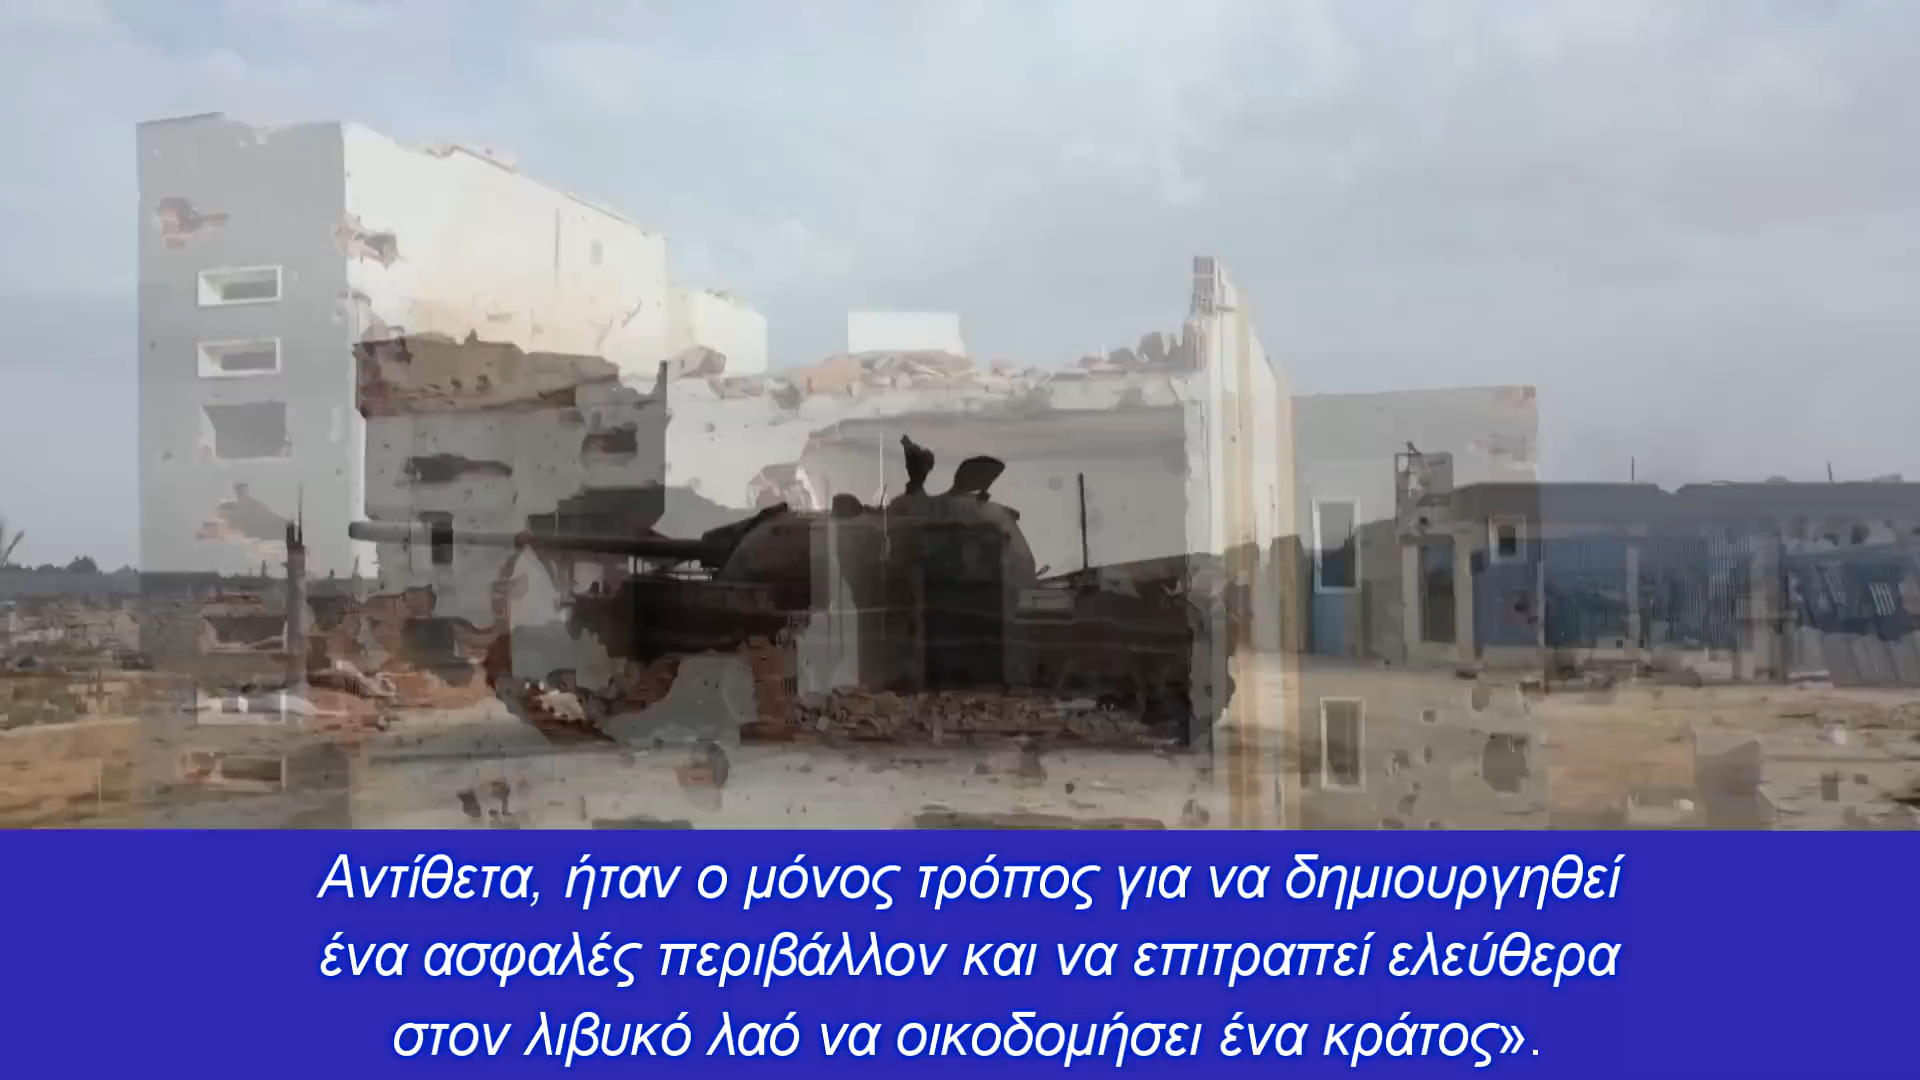 Αντίθετα, ήταν ο μόνος τρόπος για να δημιουργηθεί
ένα ασφαλές περιβάλλον και να επιτραπεί ελεύθερα
στον λιβυκό λαό να οικοδομήσει ένα κράτος».